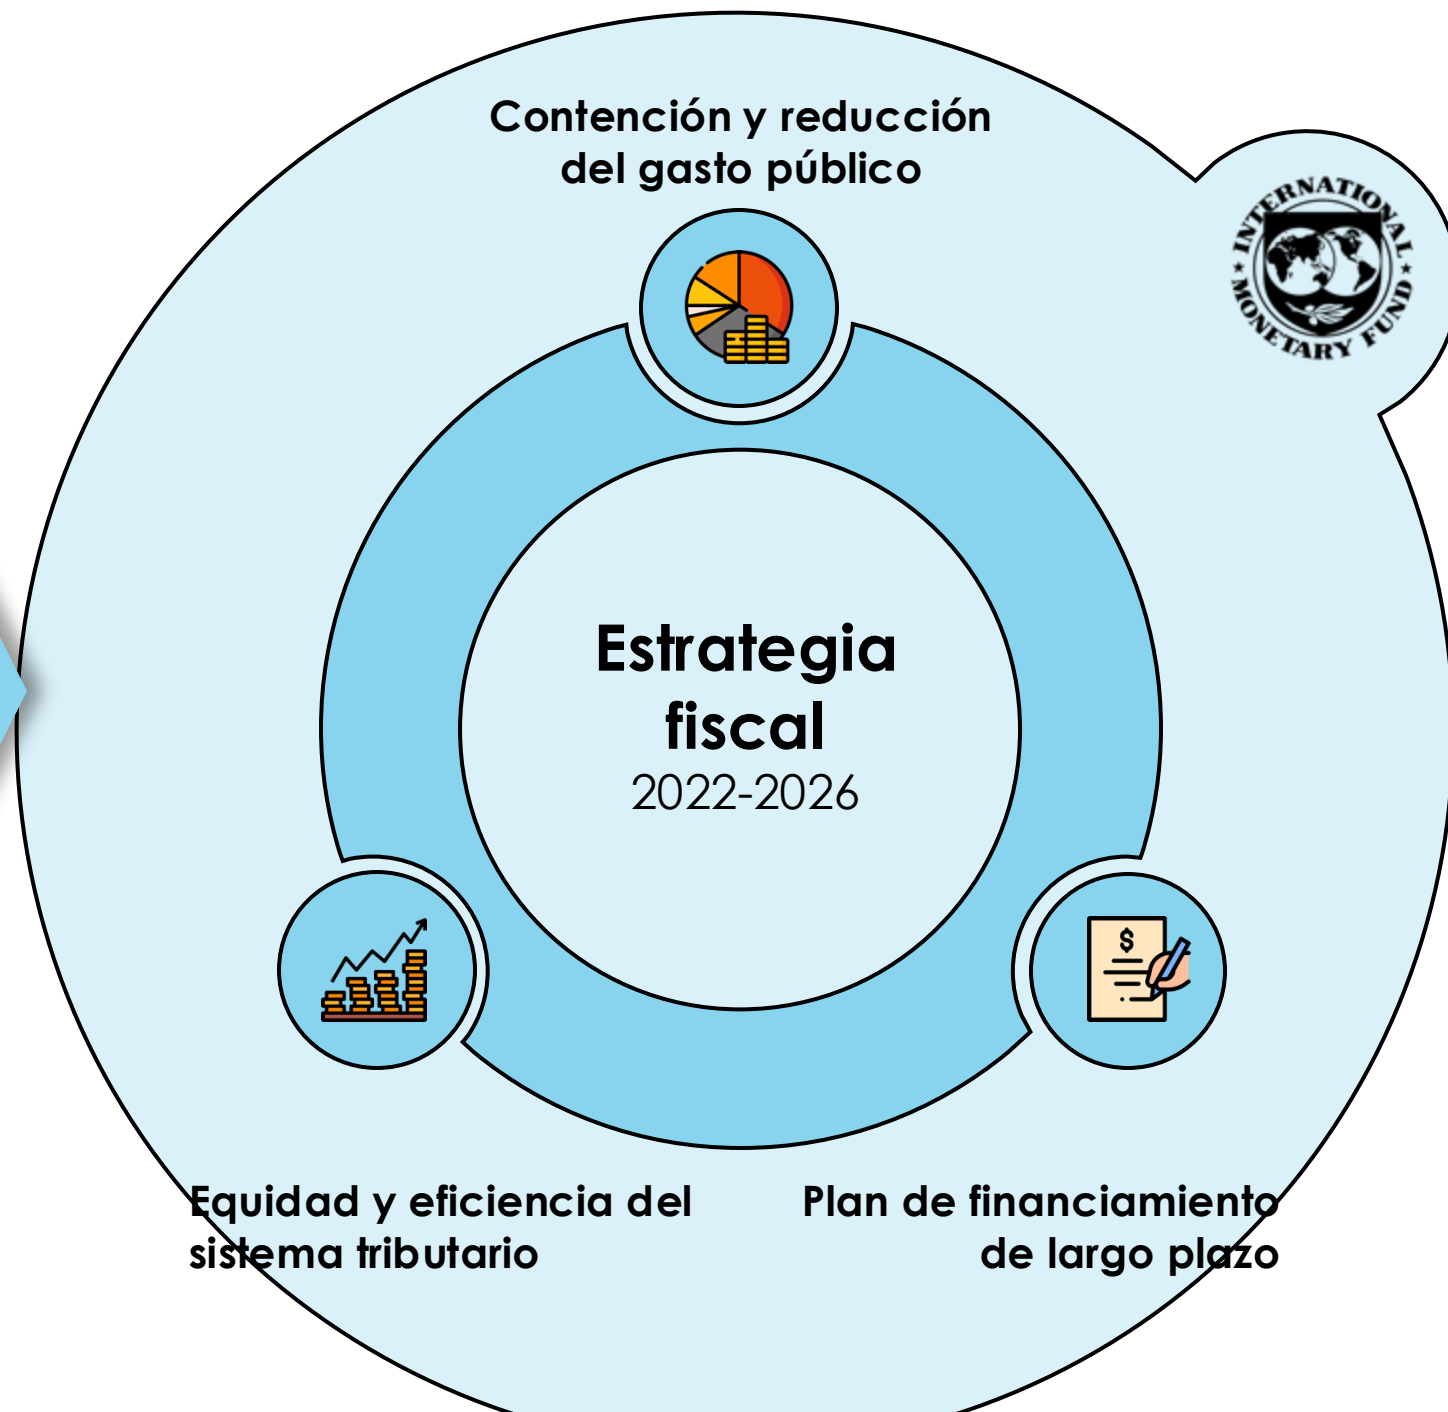 Contención y reducción
del gasto público
INTERNATIONAL
MONETARY FUND
Estrategia
fiscal
2022-2026
$
Equidad y eficiencia del
sistema tributario
Plan de financiamiento
de largo plazo